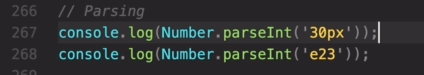 266 // Parsing
267 console.log(Number.parseInt('30px'));
268 console.log(Number.parseInt('e23'));